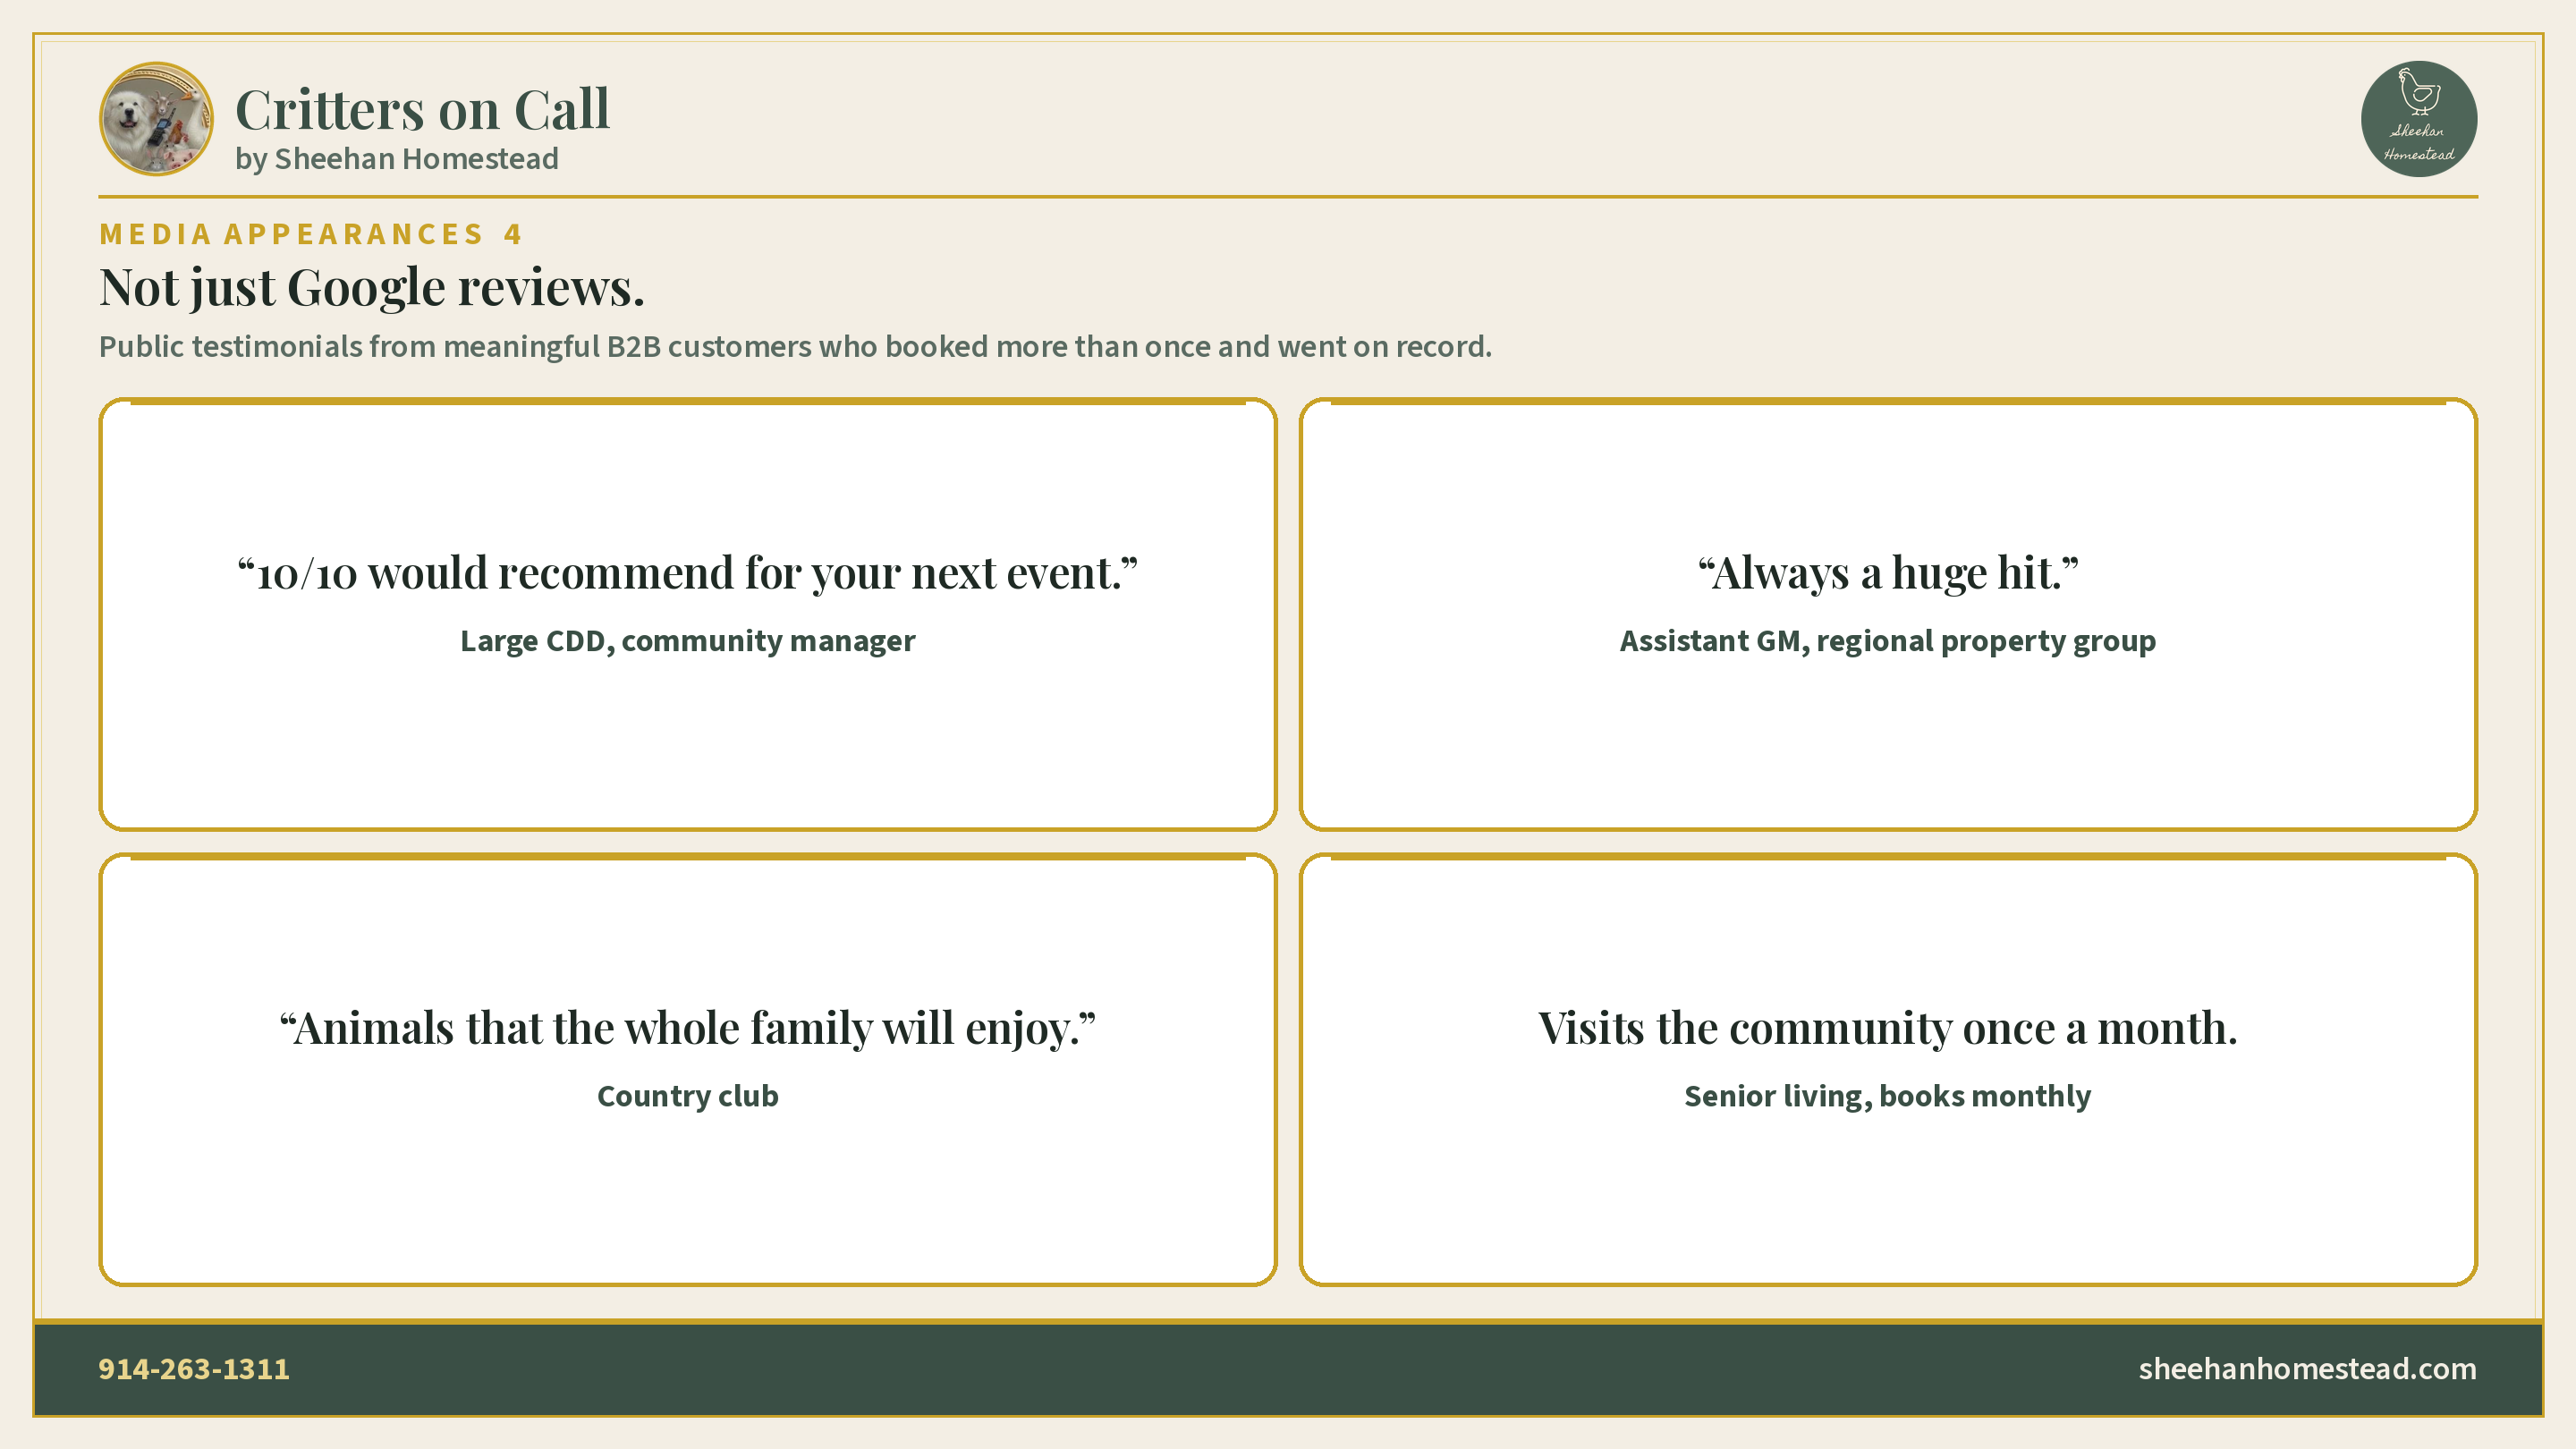 Critters on Call
by Sheehan Homestead
Sheehan
Homestead
MEDIA APPEARANCES 4
Not just Google reviews.
Public testimonials from meaningful B2B customers who booked more than once and went on record.
“10/10 would recommend for your next event.”
Large CDD, community manager
“Always a huge hit.”
Assistant GM, regional property group
“Animals that the whole family will enjoy.”
Country club
Visits the community once a month.
Senior living, books monthly
914-263-1311
sheehanhomestead.com